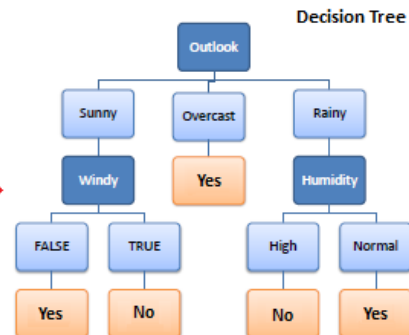 Decision Tree
Outlook
Sunny Overcast Rainy
Windy Yes Humidity
FALSE TRUE High Normal
Yes No No Yes